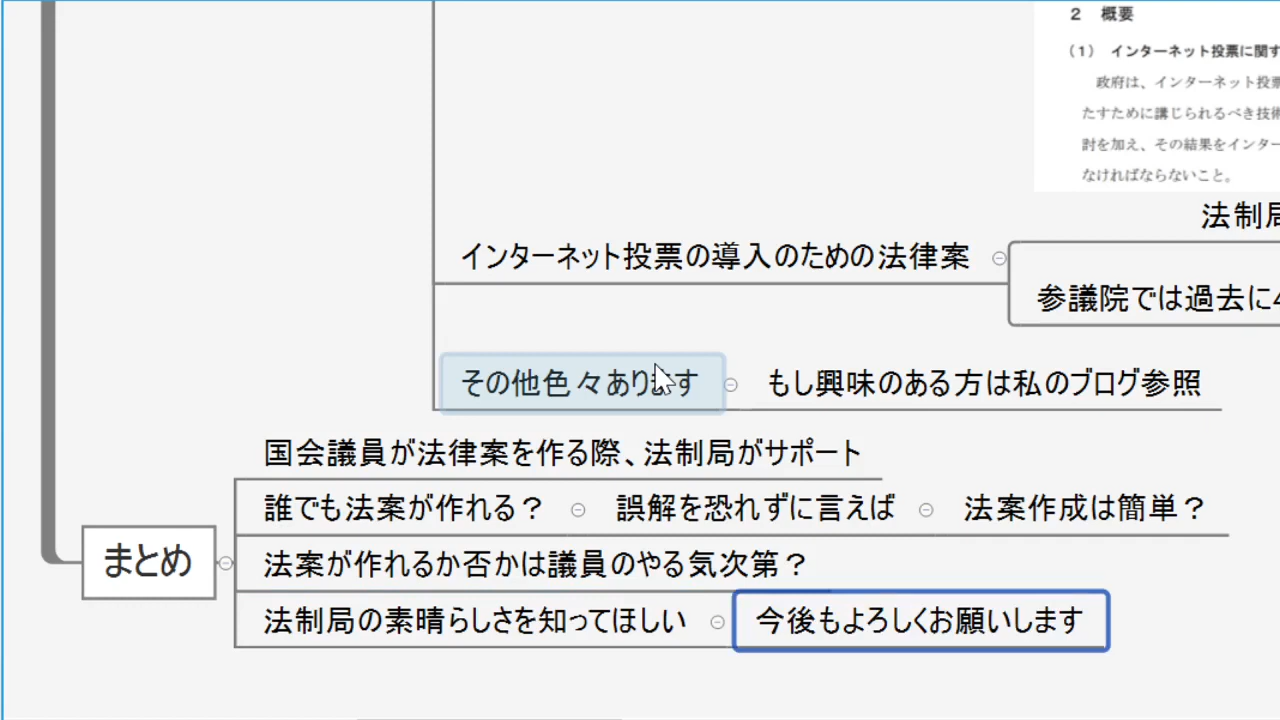 2 概要
(1) インターネット投票に関す
政府は、インターネット投票
たすために講じられるべき技術
討を加え、その結果をインター
なければならないこと。
法制局
インターネット投票の導入のための法律案
参議院では過去に4
その他色々あります
もし興味のある方は私のブログ参照
国会議員が法律案を作る際、法制局がサポート
誰でも法案が作れる？ 誤解を恐れずに言えば 法案作成は簡単？
まとめ
法案が作れるか否かは議員のやる気次第？
法制局の素晴らしさを知ってほしい 今後もよろしくお願いします